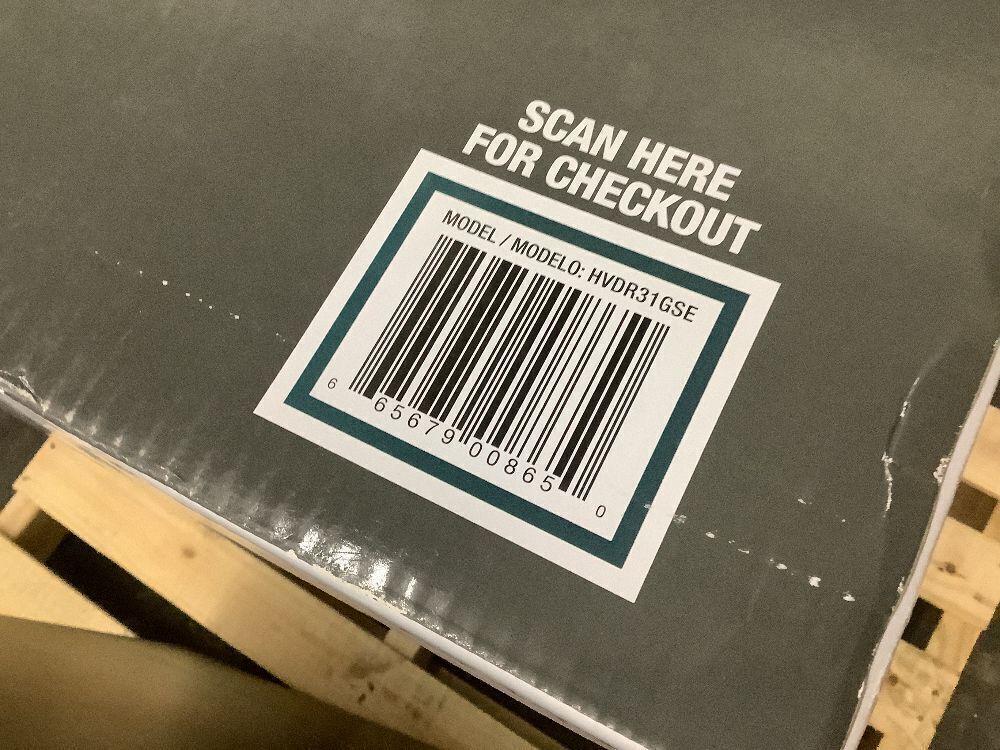 SCAN HERE
FOR CHECKOUT
MODEL / MODELO: HVDR31GSE
6 65679 00865 0